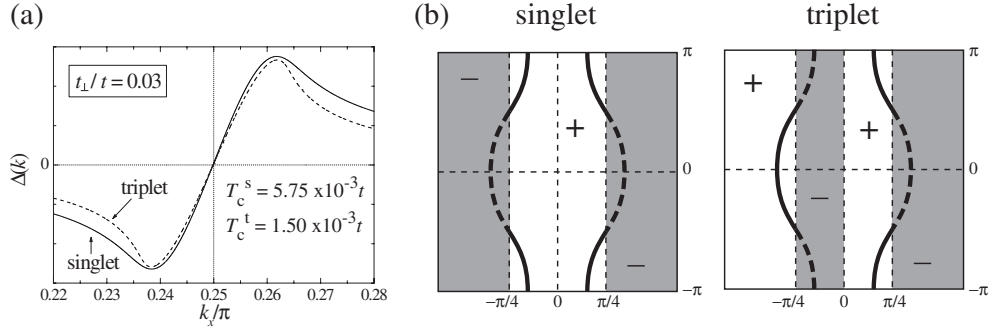 (a)
t⊥/t = 0.03
Δ(k)
0
triplet
singlet
T_c^s = 5.75 x10^-3 t
T_c^t = 1.50 x10^-3 t
0.22 0.23 0.24 0.25 0.26 0.27 0.28
k_x/π
(b)
singlet
−
+
−
π
0
−π
−π/4 0 π/4
triplet
+
+
−
−
π
0
−π
−π/4 0 π/4